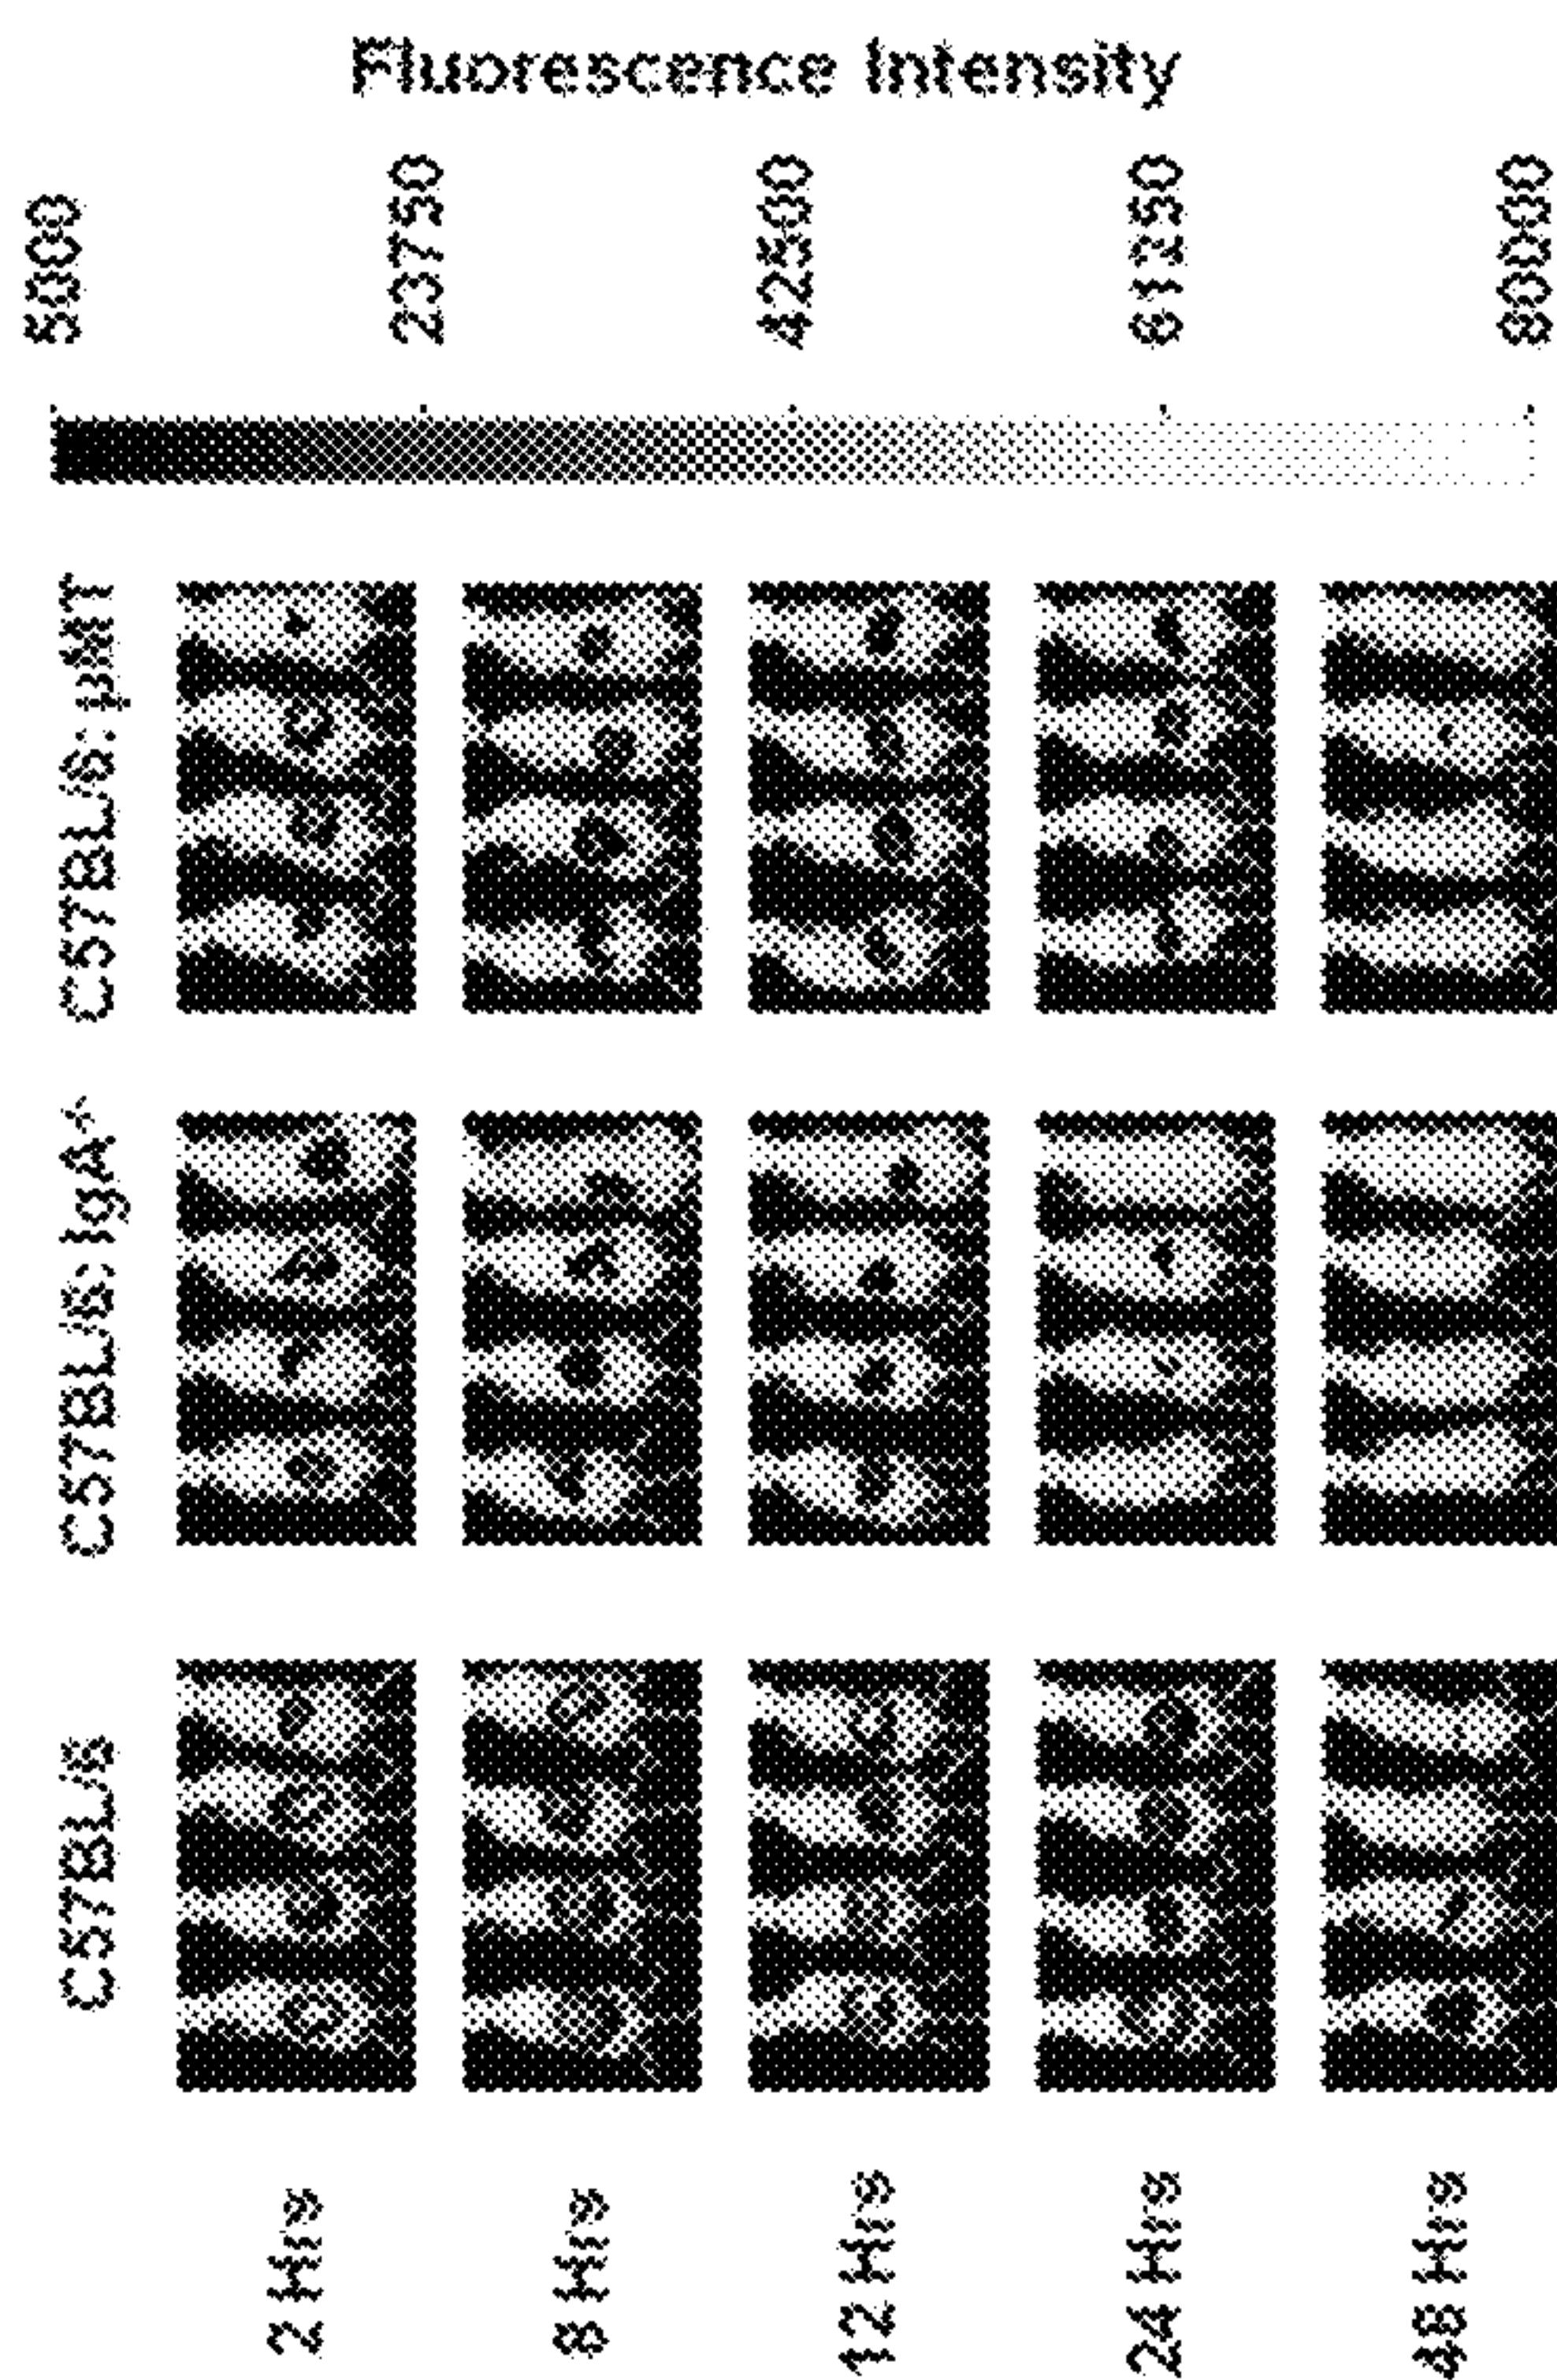 C57BL/6
C57BL/6: IgA-/-
C57BL/6: µMT
2 Hrs
8 Hrs
12 Hrs
24 Hrs
48 Hrs
5000
23750
42500
61250
80000
Fluorescence Intensity